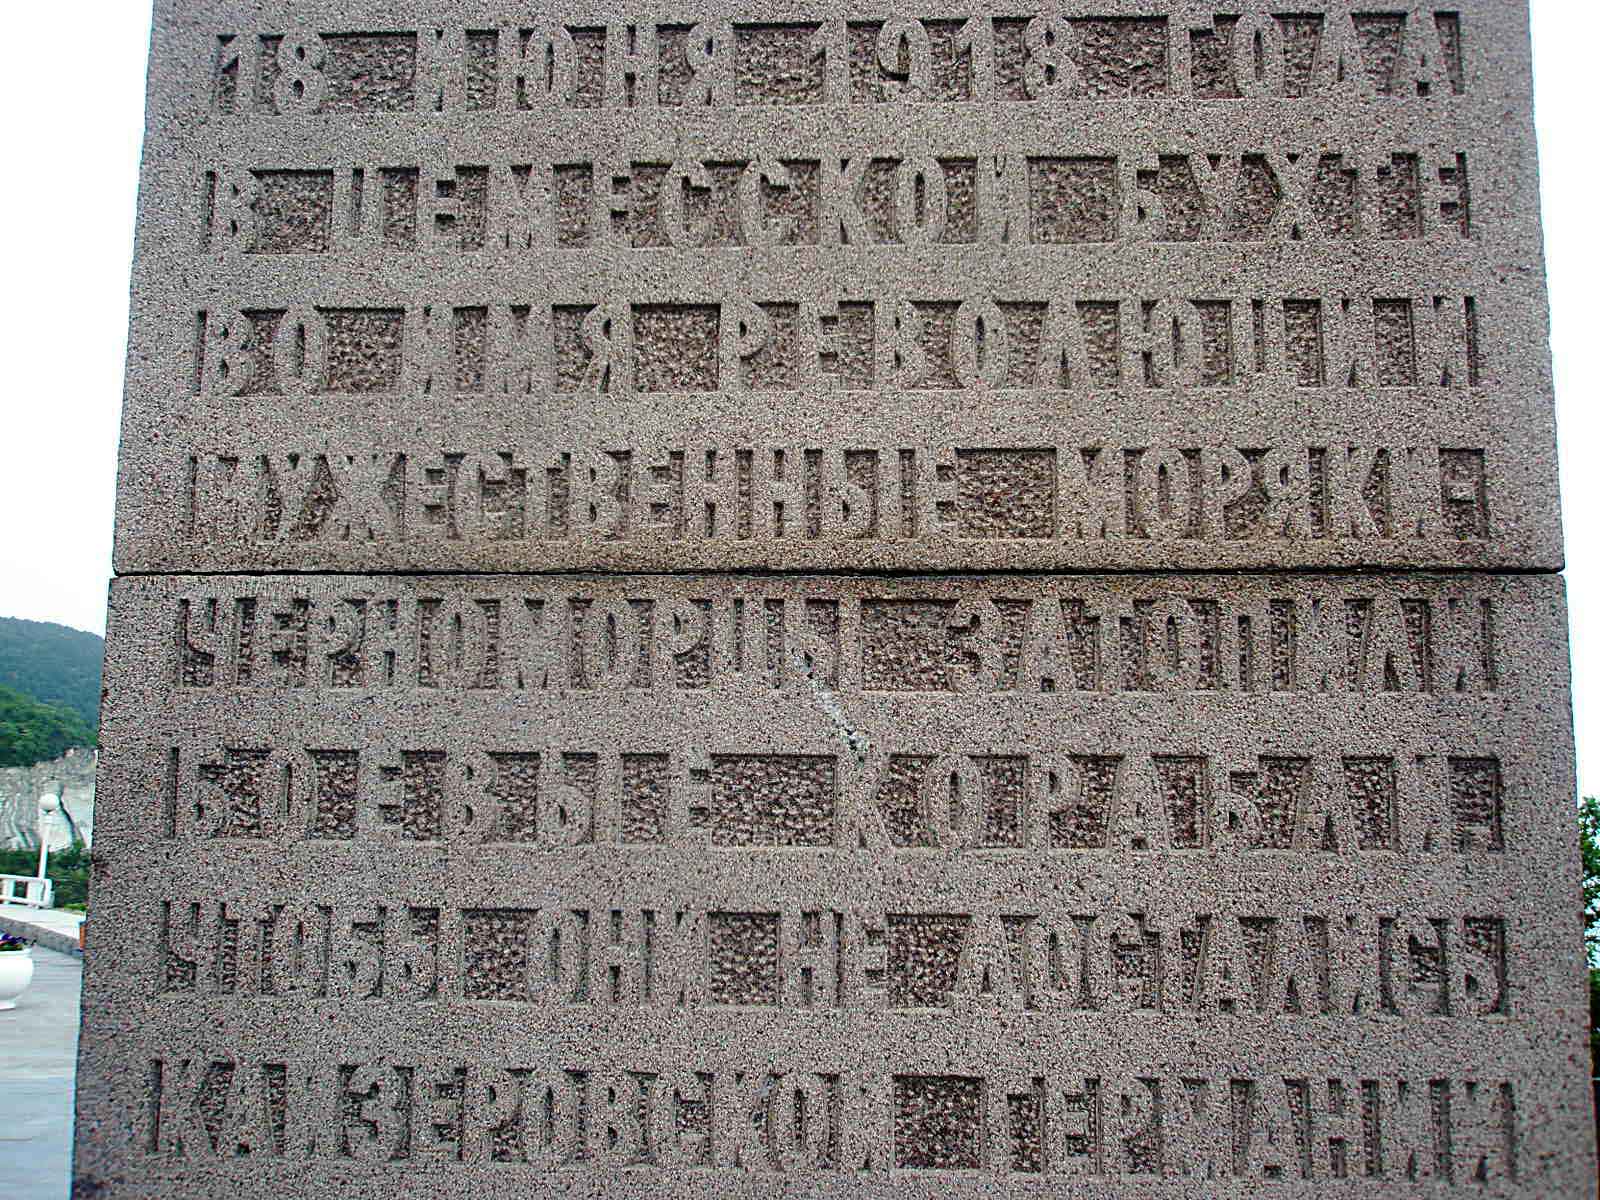 18 ИЮНЯ 1918 ГОДА
В ЦЕМЕССКОЙ БУХТЕ
ВО ИМЯ РЕВОЛЮЦИИ
МУЖЕСТВЕННЫЕ МОРЯКИ
ЧЕРНОМОРЦЫ ЗАТОПИЛИ
БОЕВЫЕ КОРАБЛИ
ЧТОБЫ ОНИ НЕ ДОСТАЛИСЬ
КАЙЗЕРОВСКОЙ ГЕРМАНИИ